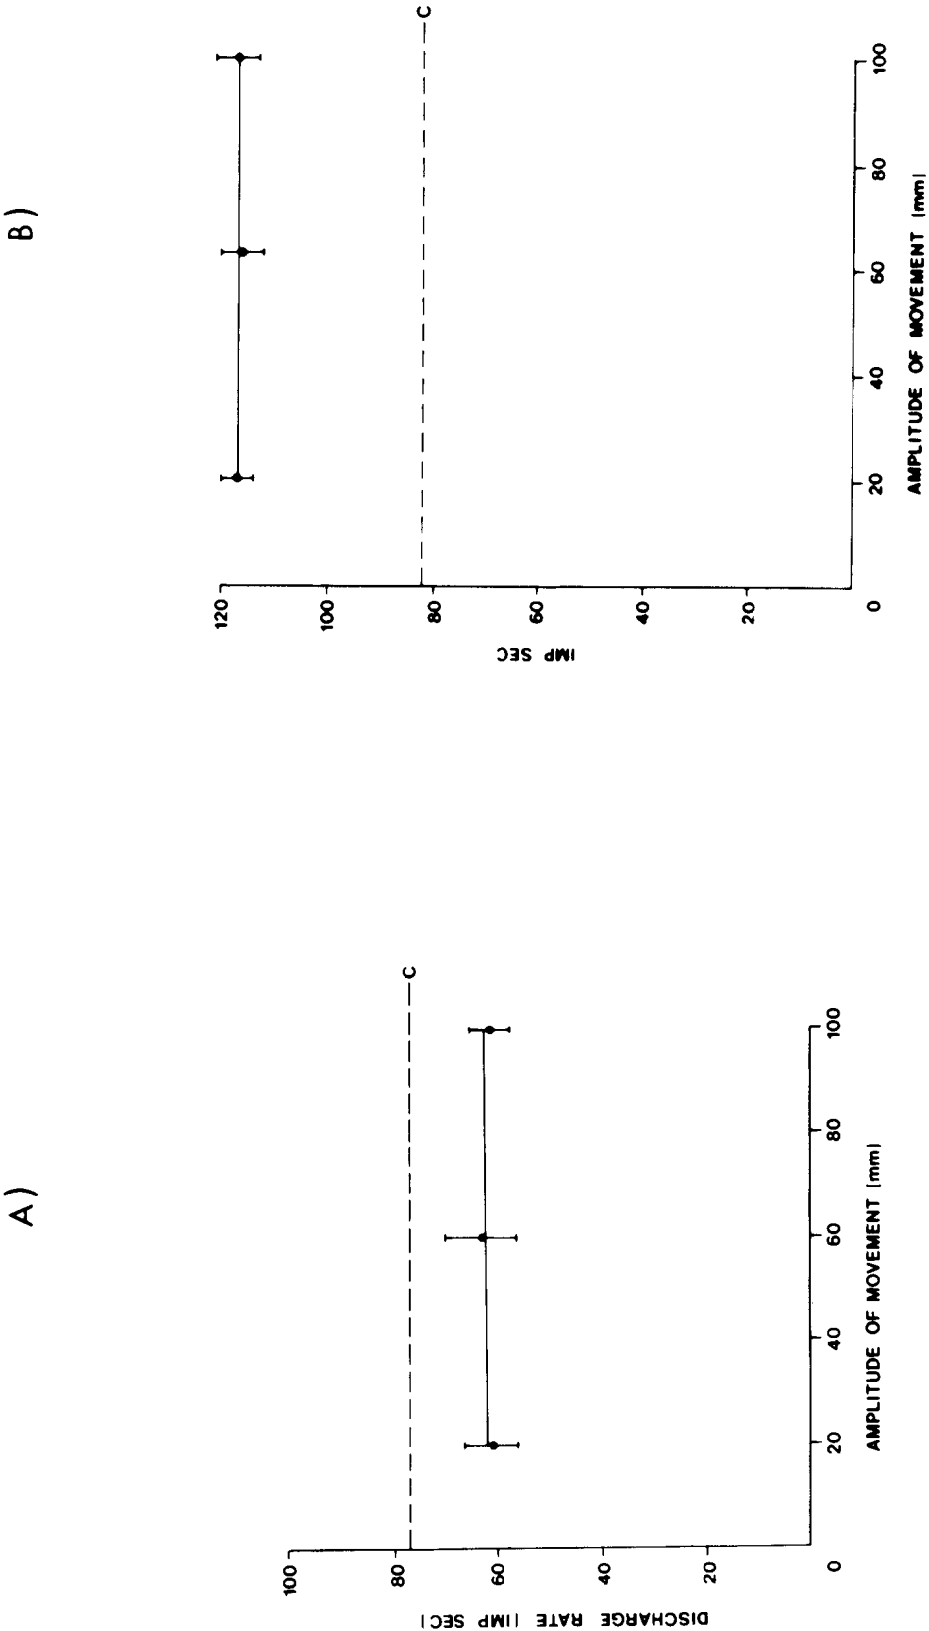 A)
DISCHARGE RATE (IMP SEC)
100
80
60
40
20
0
20
40
60
80
100
C
AMPLITUDE OF MOVEMENT (mm)
B)
IMP SEC
120
100
80
60
40
20
0
20
40
60
80
100
C
AMPLITUDE OF MOVEMENT (mm)